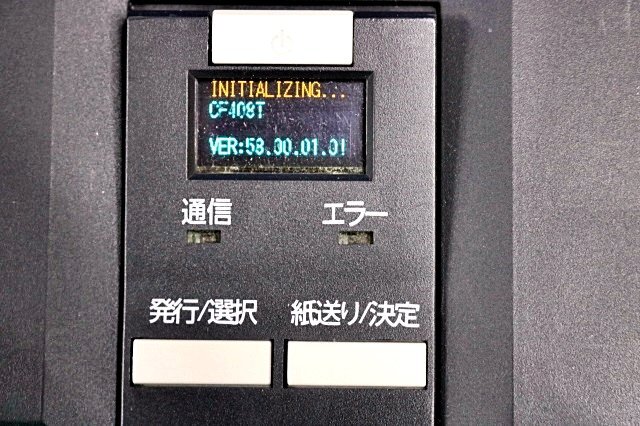 INITIALIZING...
CF408T
VER:58.00.01.01
通信 エラー
発行/選択 紙送り/決定